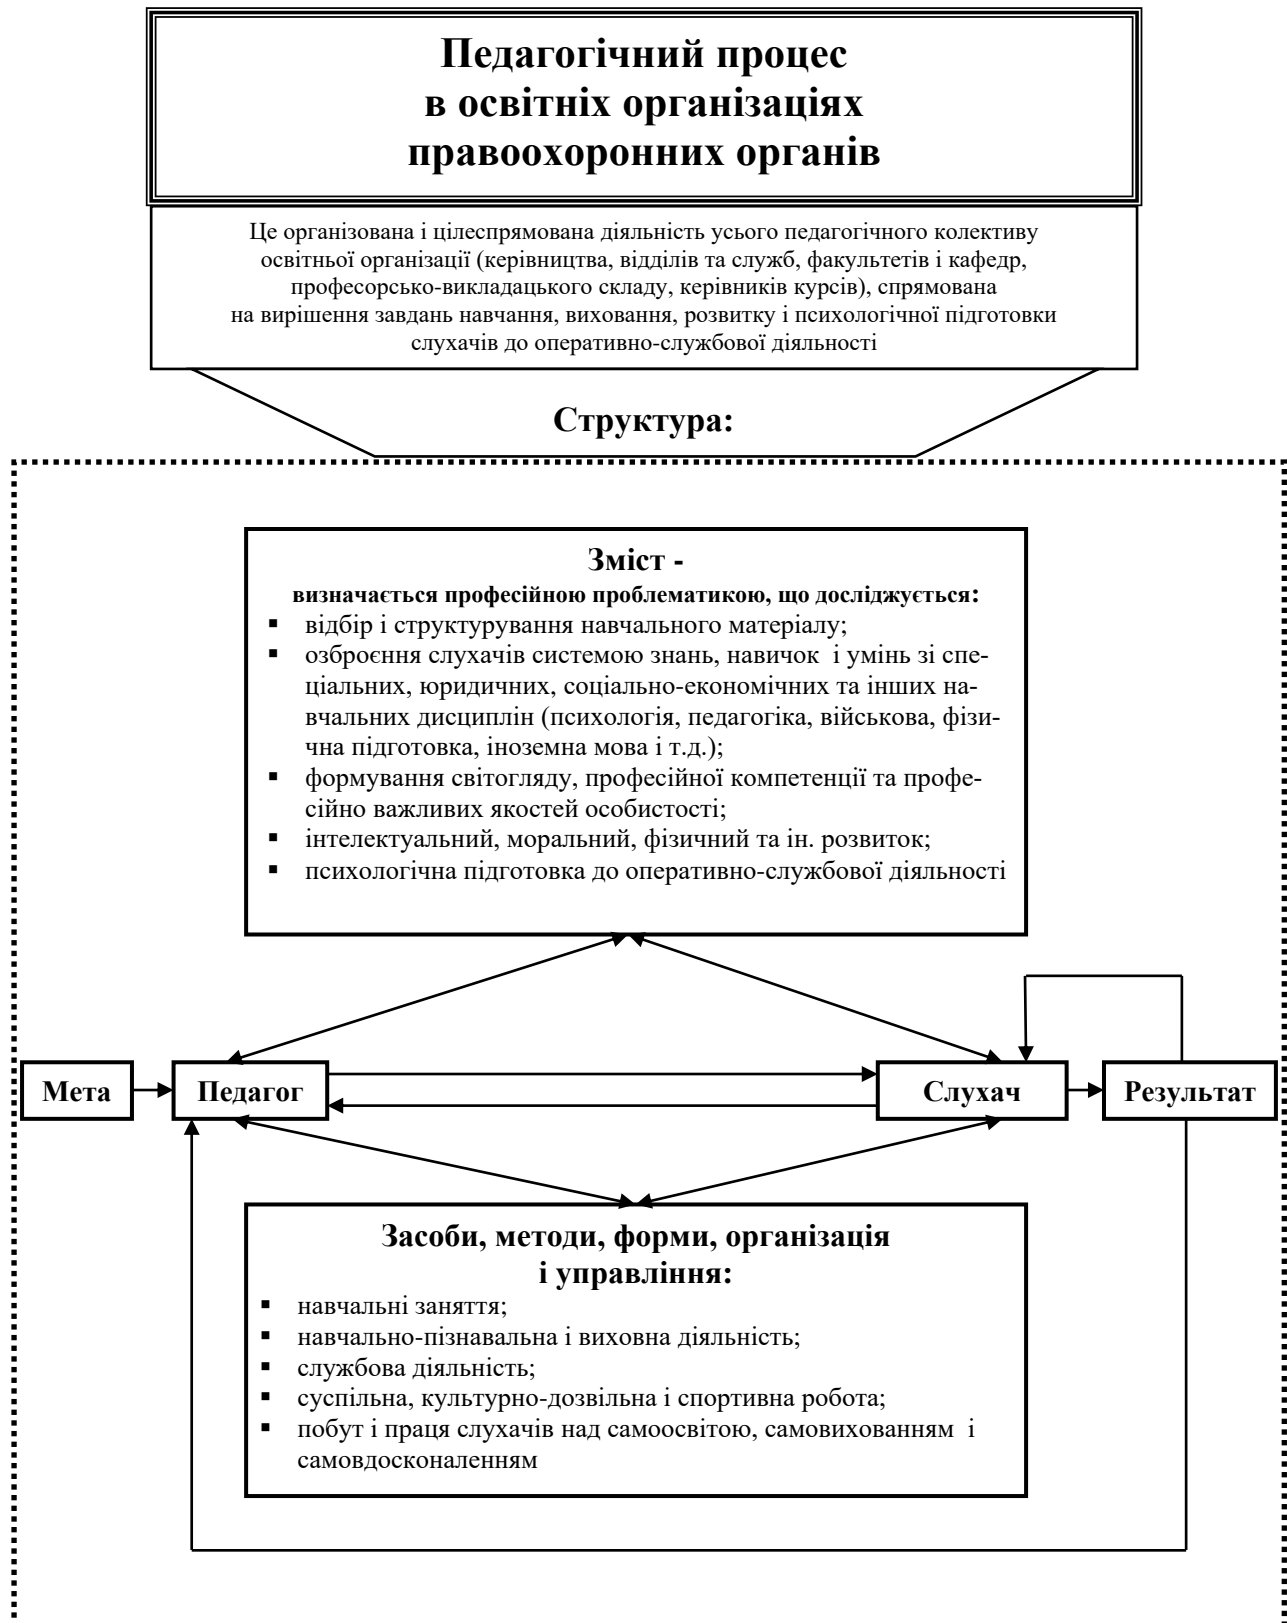 Педагогічний процес
в освітніх організаціях
правоохоронних органів
Це організована і цілеспрямована діяльність усього педагогічного колективу
освітньої організації (керівництва, відділів та служб, факультетів і кафедр,
професорсько-викладацького складу, керівників курсів), спрямована
на вирішення завдань навчання, виховання, розвитку і психологічної підготовки
слухачів до оперативно-службової діяльності
Структура:
Зміст -
визначається професійною проблематикою, що досліджується:
▪ відбір і структурування навчального матеріалу;
▪ озброєння слухачів системою знань, навичок і умінь зі спе-
ціальних, юридичних, соціально-економічних та інших на-
вчальних дисциплін (психологія, педагогіка, військова, фізи-
чна підготовка, іноземна мова і т.д.);
▪ формування світогляду, професійної компетенції та профе-
сійно важливих якостей особистості;
▪ інтелектуальний, моральний, фізичний та ін. розвиток;
▪ психологічна підготовка до оперативно-службової діяльності
Мета
Педагог
Слухач
Результат
Засоби, методи, форми, організація
і управління:
▪ навчальні заняття;
▪ навчально-пізнавальна і виховна діяльність;
▪ службова діяльність;
▪ суспільна, культурно-дозвільна і спортивна робота;
▪ побут і праця слухачів над самоосвітою, самовихованням і
самовдосконаленням